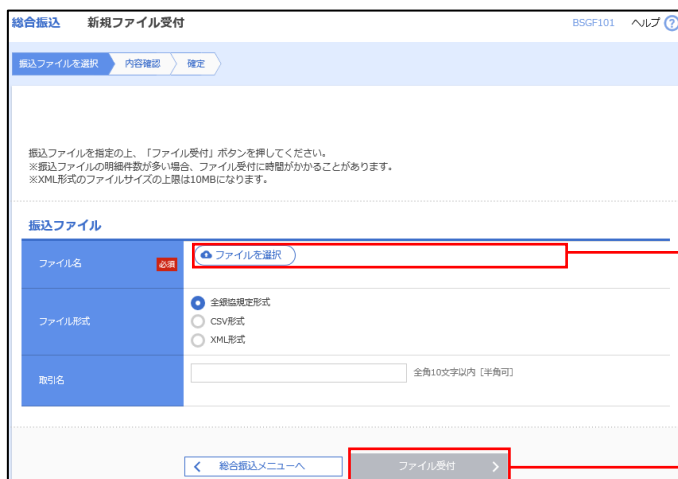 総合振込 新規ファイル受付 BSGF101 ヘルプ ?
振込ファイルを選択 内容確認 確定
振込ファイルを指定の上、「ファイル受付」ボタンを押してください。
※振込ファイルの明細件数が多い場合、ファイル受付に時間がかかることがあります。
※XML形式のファイルサイズの上限は10MBになります。
振込ファイル
ファイル名 必須 ファイルを選択
ファイル形式
全銀協規定形式
CSV形式
XML形式
取引名 全角10文字以内［半角可］
総合振込メニューへ ファイル受付